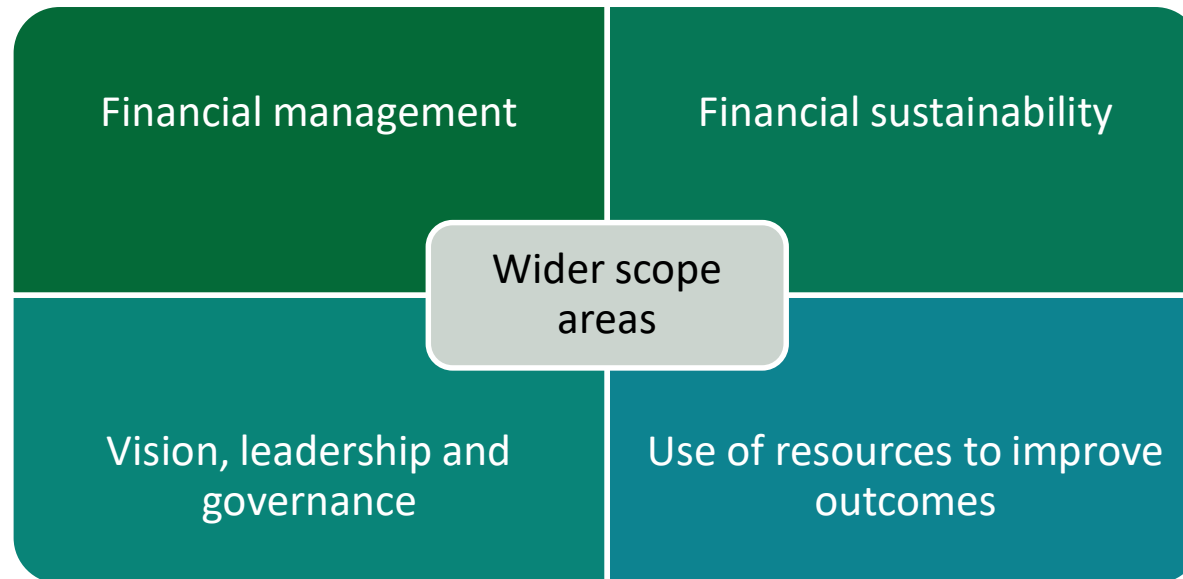 Financial management
Financial sustainability
Wider scope
areas
Vision, leadership and
governance
Use of resources to improve
outcomes